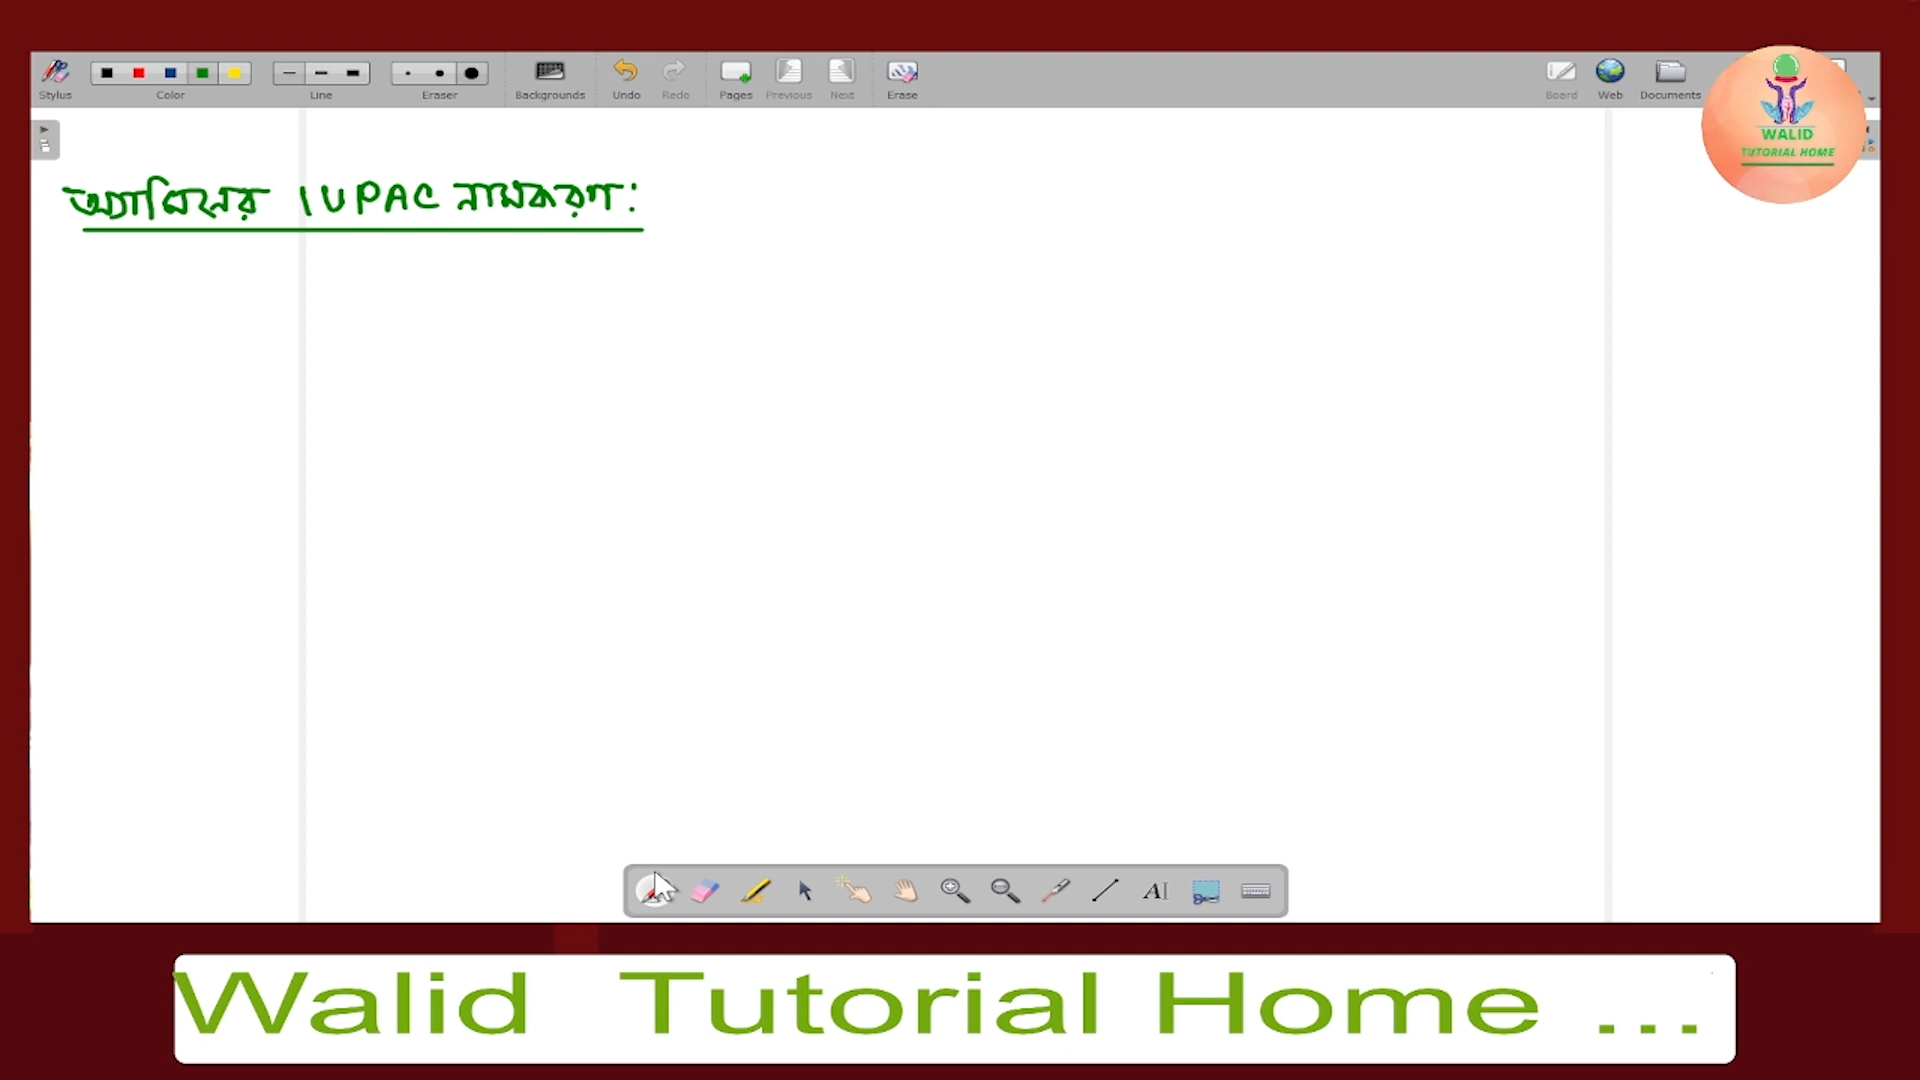 Stylus Color Line Eraser Backgrounds Undo Redo Pages Previous Next Erase Board Web Documents
WALID
TUTORIAL HOME
অ্যামিনের IUPAC নামকরণ:
AI
Walid Tutorial Home ...